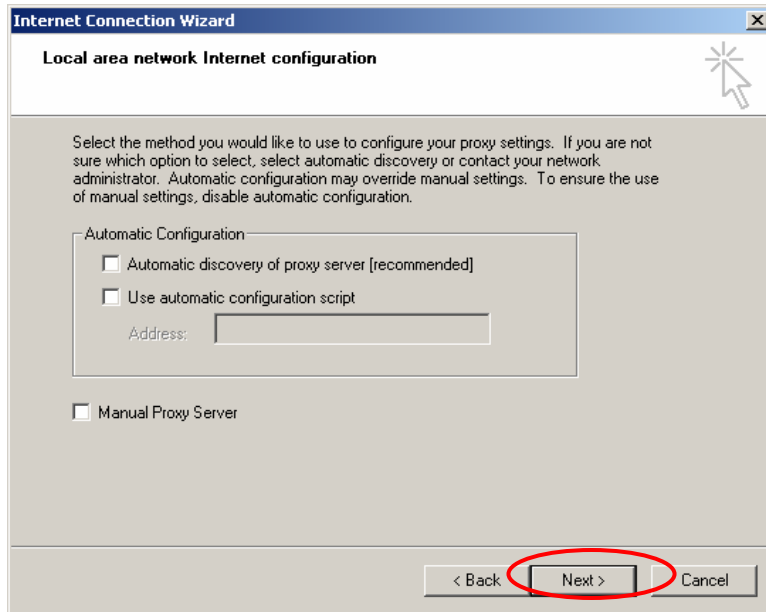 Internet Connection Wizard
Local area network Internet configuration
Select the method you would like to use to configure your proxy settings. If you are not
sure which option to select, select automatic discovery or contact your network
administrator. Automatic configuration may override manual settings. To ensure the use
of manual settings, disable automatic configuration.
Automatic Configuration
Automatic discovery of proxy server [recommended]
Use automatic configuration script
Address:
Manual Proxy Server
< Back
Next >
Cancel